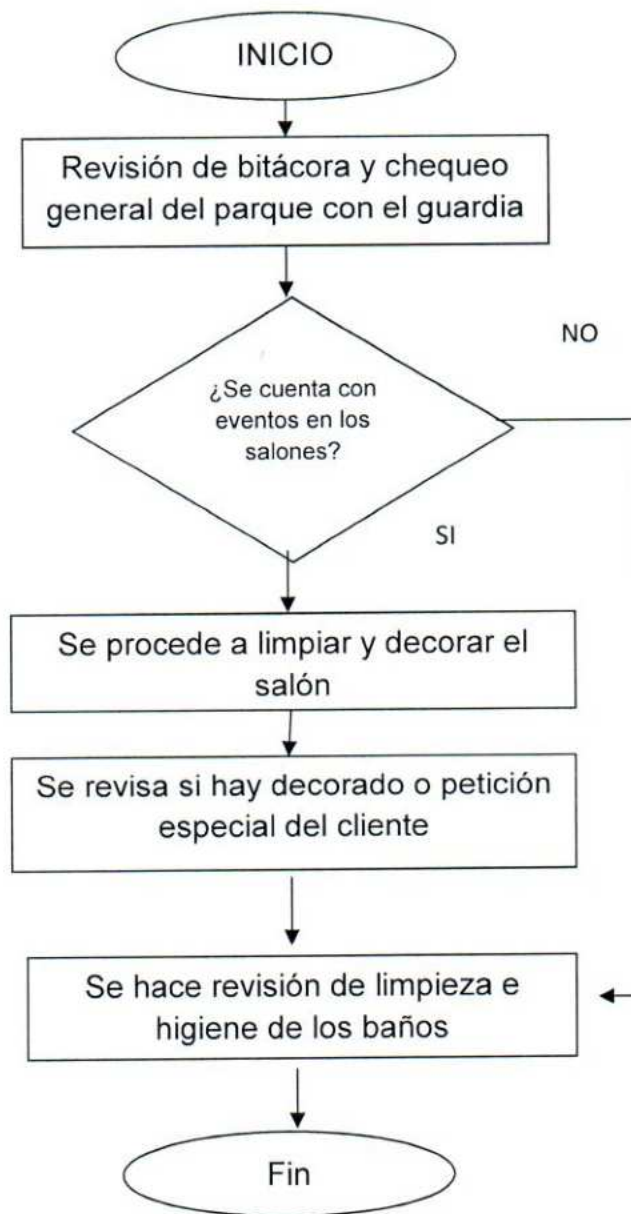 INICIO
Revisión de bitácora y chequeo
general del parque con el guardia
NO
¿Se cuenta con
eventos en los
salones?
SI
Se procede a limpiar y decorar el
salón
Se revisa si hay decorado o petición
especial del cliente
Se hace revisión de limpieza e
higiene de los baños
Fin